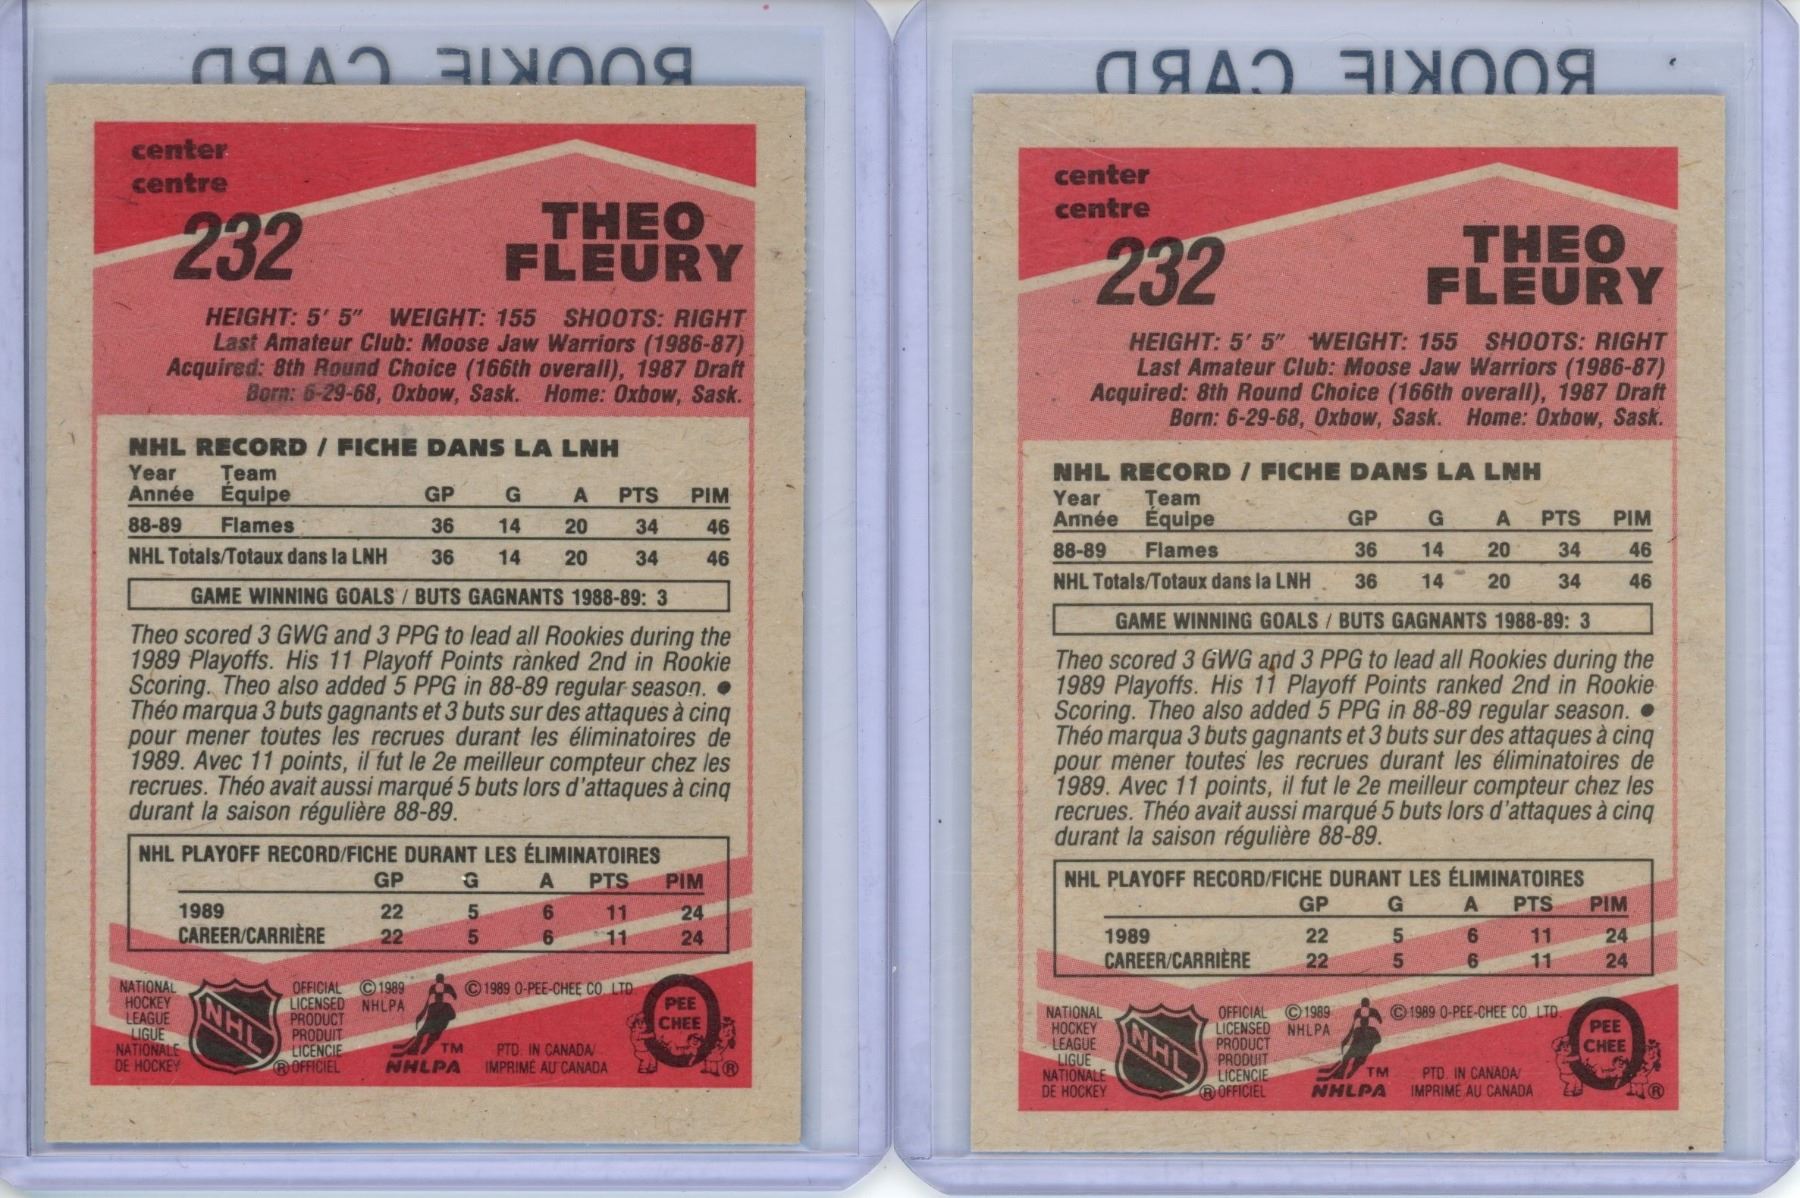 ROOKIE CARD
center
centre
232
THEO
FLEURY
HEIGHT: 5' 5" WEIGHT: 155 SHOOTS: RIGHT
Last Amateur Club: Moose Jaw Warriors (1986-87)
Acquired: 8th Round Choice (166th overall), 1987 Draft
Born: 6-29-68, Oxbow, Sask. Home: Oxbow, Sask.
NHL RECORD / FICHE DANS LA LNH
Year Team
Année Équipe GP G A PTS PIM
88-89 Flames 36 14 20 34 46
NHL Totals/Totaux dans la LNH 36 14 20 34 46
GAME WINNING GOALS / BUTS GAGNANTS 1988-89: 3
Theo scored 3 GWG and 3 PPG to lead all Rookies during the
1989 Playoffs. His 11 Playoff Points ranked 2nd in Rookie
Scoring. Theo also added 5 PPG in 88-89 regular season. ●
Théo marqua 3 buts gagnants et 3 buts sur des attaques à cinq
pour mener toutes les recrues durant les éliminatoires de
1989. Avec 11 points, il fut le 2e meilleur compteur chez les
recrues. Théo avait aussi marqué 5 buts lors d'attaques à cinq
durant la saison régulière 88-89.
NHL PLAYOFF RECORD/FICHE DURANT LES ÉLIMINATOIRES
GP G A PTS PIM
1989 22 5 6 11 24
CAREER/CARRIÈRE 22 5 6 11 24
NATIONAL
HOCKEY
LEAGUE
LIGUE
NATIONALE
DE HOCKEY
NHL
OFFICIAL
LICENSED
PRODUCT
PRODUIT
LICENCIE
® OFFICIEL
©1989
NHLPA
TM
NHLPA
©1989 O-PEE-CHEE CO. LTD.
PTD. IN CANADA/
IMPRIMÉ AU CANADA
O
PEE
CHEE
®
ROOKIE CARD
center
centre
232
THEO
FLEURY
HEIGHT: 5' 5" WEIGHT: 155 SHOOTS: RIGHT
Last Amateur Club: Moose Jaw Warriors (1986-87)
Acquired: 8th Round Choice (166th overall), 1987 Draft
Born: 6-29-68, Oxbow, Sask. Home: Oxbow, Sask.
NHL RECORD / FICHE DANS LA LNH
Year Team
Année Équipe GP G A PTS PIM
88-89 Flames 36 14 20 34 46
NHL Totals/Totaux dans la LNH 36 14 20 34 46
GAME WINNING GOALS / BUTS GAGNANTS 1988-89: 3
Theo scored 3 GWG and 3 PPG to lead all Rookies during the
1989 Playoffs. His 11 Playoff Points ranked 2nd in Rookie
Scoring. Theo also added 5 PPG in 88-89 regular season. ●
Théo marqua 3 buts gagnants et 3 buts sur des attaques à cinq
pour mener toutes les recrues durant les éliminatoires de
1989. Avec 11 points, il fut le 2e meilleur compteur chez les
recrues. Théo avait aussi marqué 5 buts lors d'attaques à cinq
durant la saison régulière 88-89.
NHL PLAYOFF RECORD/FICHE DURANT LES ÉLIMINATOIRES
GP G A PTS PIM
1989 22 5 6 11 24
CAREER/CARRIÈRE 22 5 6 11 24
NATIONAL
HOCKEY
LEAGUE
LIGUE
NATIONALE
DE HOCKEY
NHL
OFFICIAL
LICENSED
PRODUCT
PRODUIT
LICENCIE
® OFFICIEL
©1989
NHLPA
TM
NHLPA
©1989 O-PEE-CHEE CO. LTD.
PTD. IN CANADA/
IMPRIMÉ AU CANADA
O
PEE
CHEE
®